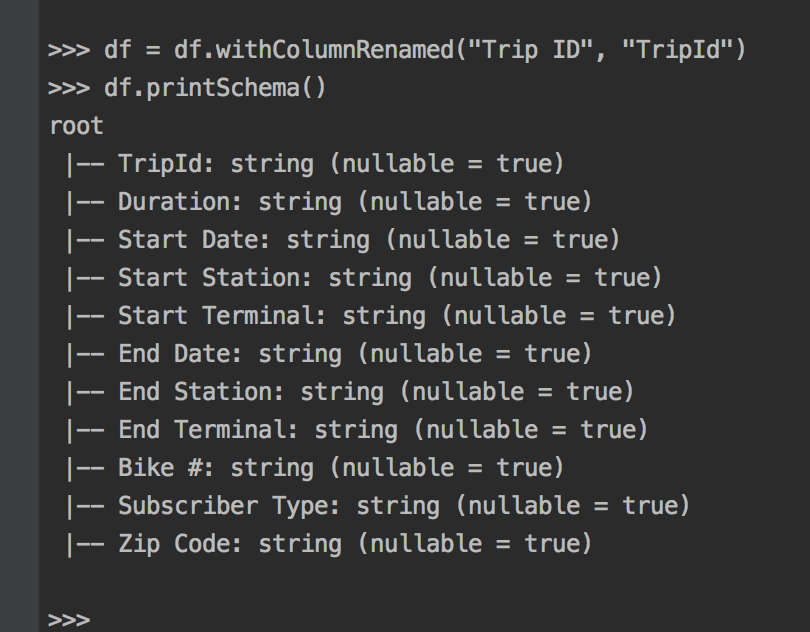 >>> df = df.withColumnRenamed("Trip ID", "TripId")
>>> df.printSchema()
root
 |-- TripId: string (nullable = true)
 |-- Duration: string (nullable = true)
 |-- Start Date: string (nullable = true)
 |-- Start Station: string (nullable = true)
 |-- Start Terminal: string (nullable = true)
 |-- End Date: string (nullable = true)
 |-- End Station: string (nullable = true)
 |-- End Terminal: string (nullable = true)
 |-- Bike #: string (nullable = true)
 |-- Subscriber Type: string (nullable = true)
 |-- Zip Code: string (nullable = true)
>>>